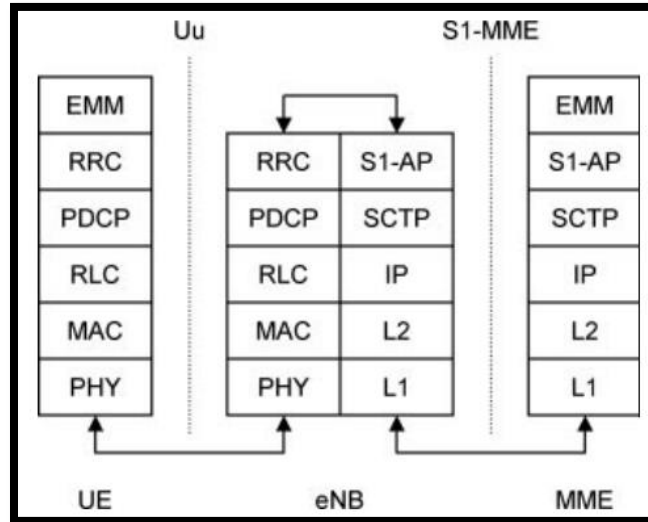 Uu S1-MME
EMM EMM
RRC RRC S1-AP S1-AP
PDCP PDCP SCTP SCTP
RLC RLC IP IP
MAC MAC L2 L2
PHY PHY L1 L1
UE eNB MME